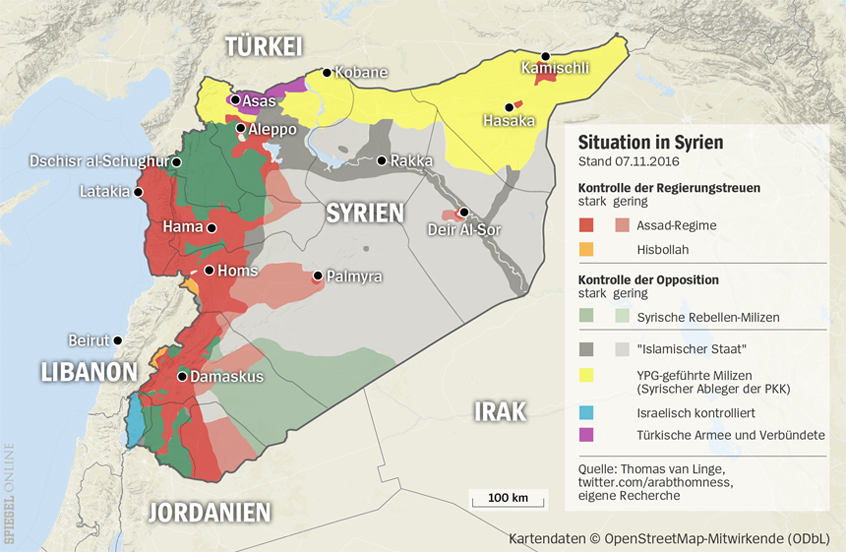 TÜRKEI
Kobane
Kamischli
Asas
Hasaka
Aleppo
Dschisr al-Schughur
Rakka
Latakia
SYRIEN
Hama
Deir Al-Sor
Homs
Palmyra
Beirut
LIBANON
Damaskus
IRAK
JORDANIEN
100 km
Situation in Syrien
Stand 07.11.2016
Kontrolle der Regierungstreuen
stark gering
Assad-Regime
Hisbollah
Kontrolle der Opposition
stark gering
Syrische Rebellen-Milizen
"Islamischer Staat"
YPG-geführte Milizen
(Syrischer Ableger der PKK)
Israelisch kontrolliert
Türkische Armee und Verbündete
Quelle: Thomas van Linge,
twitter.com/arabthomness,
eigene Recherche
Kartendaten © OpenStreetMap-Mitwirkende (ODbL)
SPIEGEL ONLINE